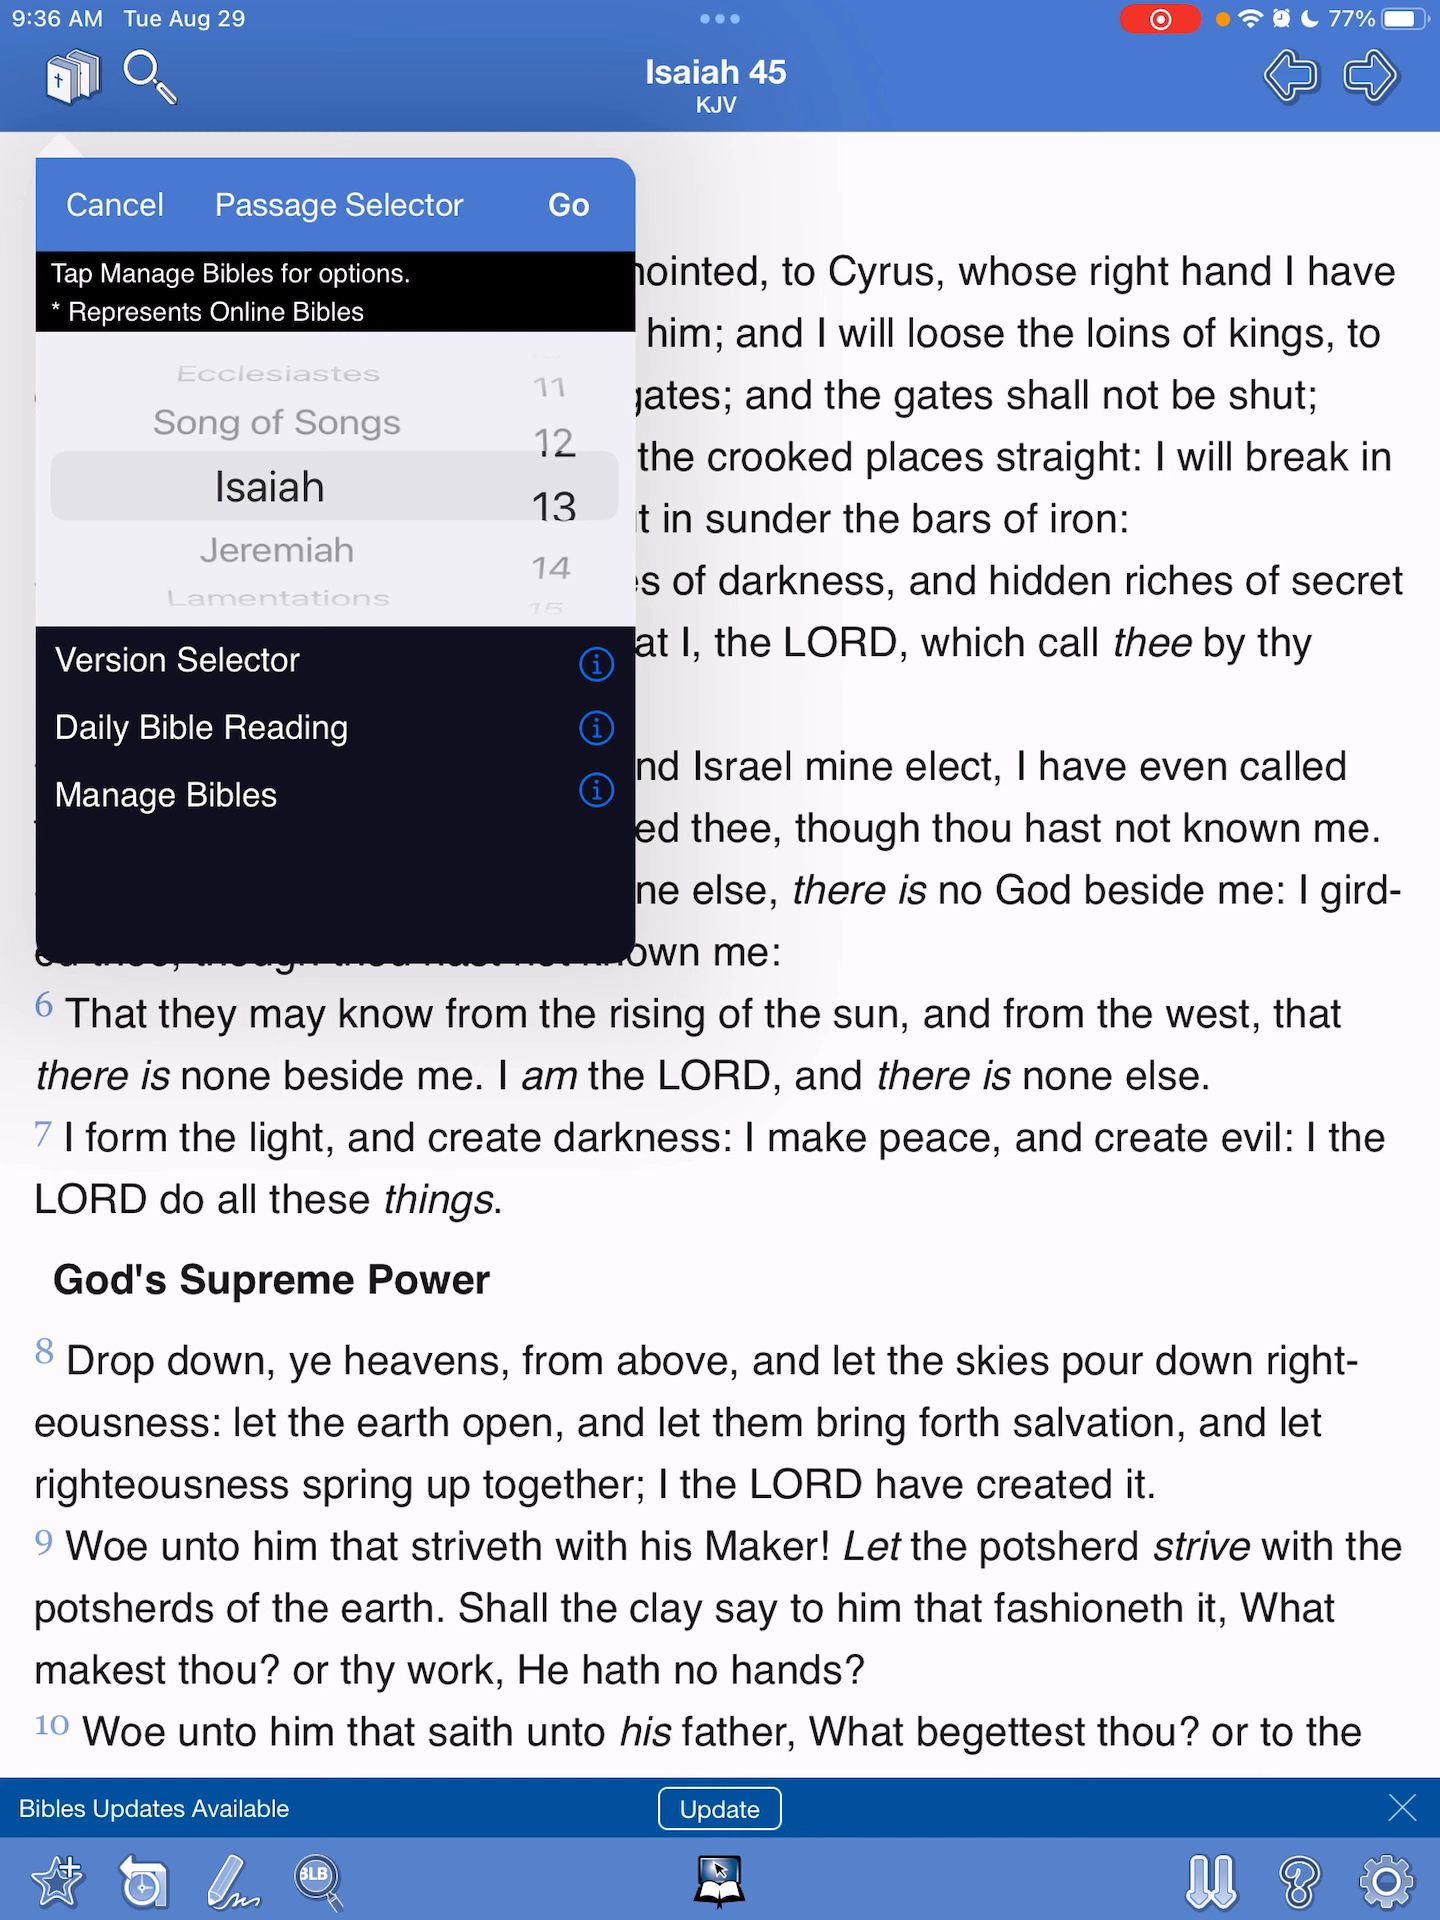 9:36 AM Tue Aug 29
77%
Isaiah 45
KJV
Cancel Passage Selector Go
Tap Manage Bibles for options.
* Represents Online Bibles
Ecclesiastes 11
Song of Songs 12
Isaiah 13
Jeremiah 14
Lamentations 15
Version Selector
Daily Bible Reading
Manage Bibles
nointed, to Cyrus, whose right hand I have
him; and I will loose the loins of kings, to
gates; and the gates shall not be shut;
the crooked places straight: I will break in
t in sunder the bars of iron:
es of darkness, and hidden riches of secret
at I, the LORD, which call thee by thy
nd Israel mine elect, I have even called
ed thee, though thou hast not known me.
ne else, there is no God beside me: I gird-
ed thee, though thou hast not known me:
6 That they may know from the rising of the sun, and from the west, that
there is none beside me. I am the LORD, and there is none else.
7 I form the light, and create darkness: I make peace, and create evil: I the
LORD do all these things.
God's Supreme Power
8 Drop down, ye heavens, from above, and let the skies pour down right-
eousness: let the earth open, and let them bring forth salvation, and let
righteousness spring up together; I the LORD have created it.
9 Woe unto him that striveth with his Maker! Let the potsherd strive with the
potsherds of the earth. Shall the clay say to him that fashioneth it, What
makest thou? or thy work, He hath no hands?
10 Woe unto him that saith unto his father, What begettest thou? or to the
Bibles Updates Available Update
BLB